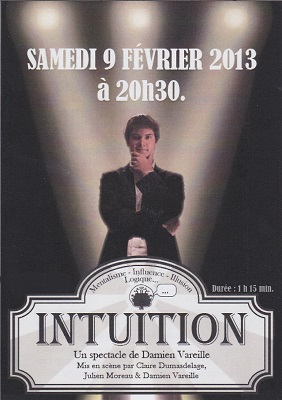 SAMEDI 9 FÉVRIER 2013
à 20h30.
Mentalisme - Influence - Illusion
Logique...
...
Durée : 1 h 15 min.
INTUITION
Un spectacle de Damien Vareille
Mis en scène par Claire Dumasdelage,
Julien Moreau & Damien Vareille